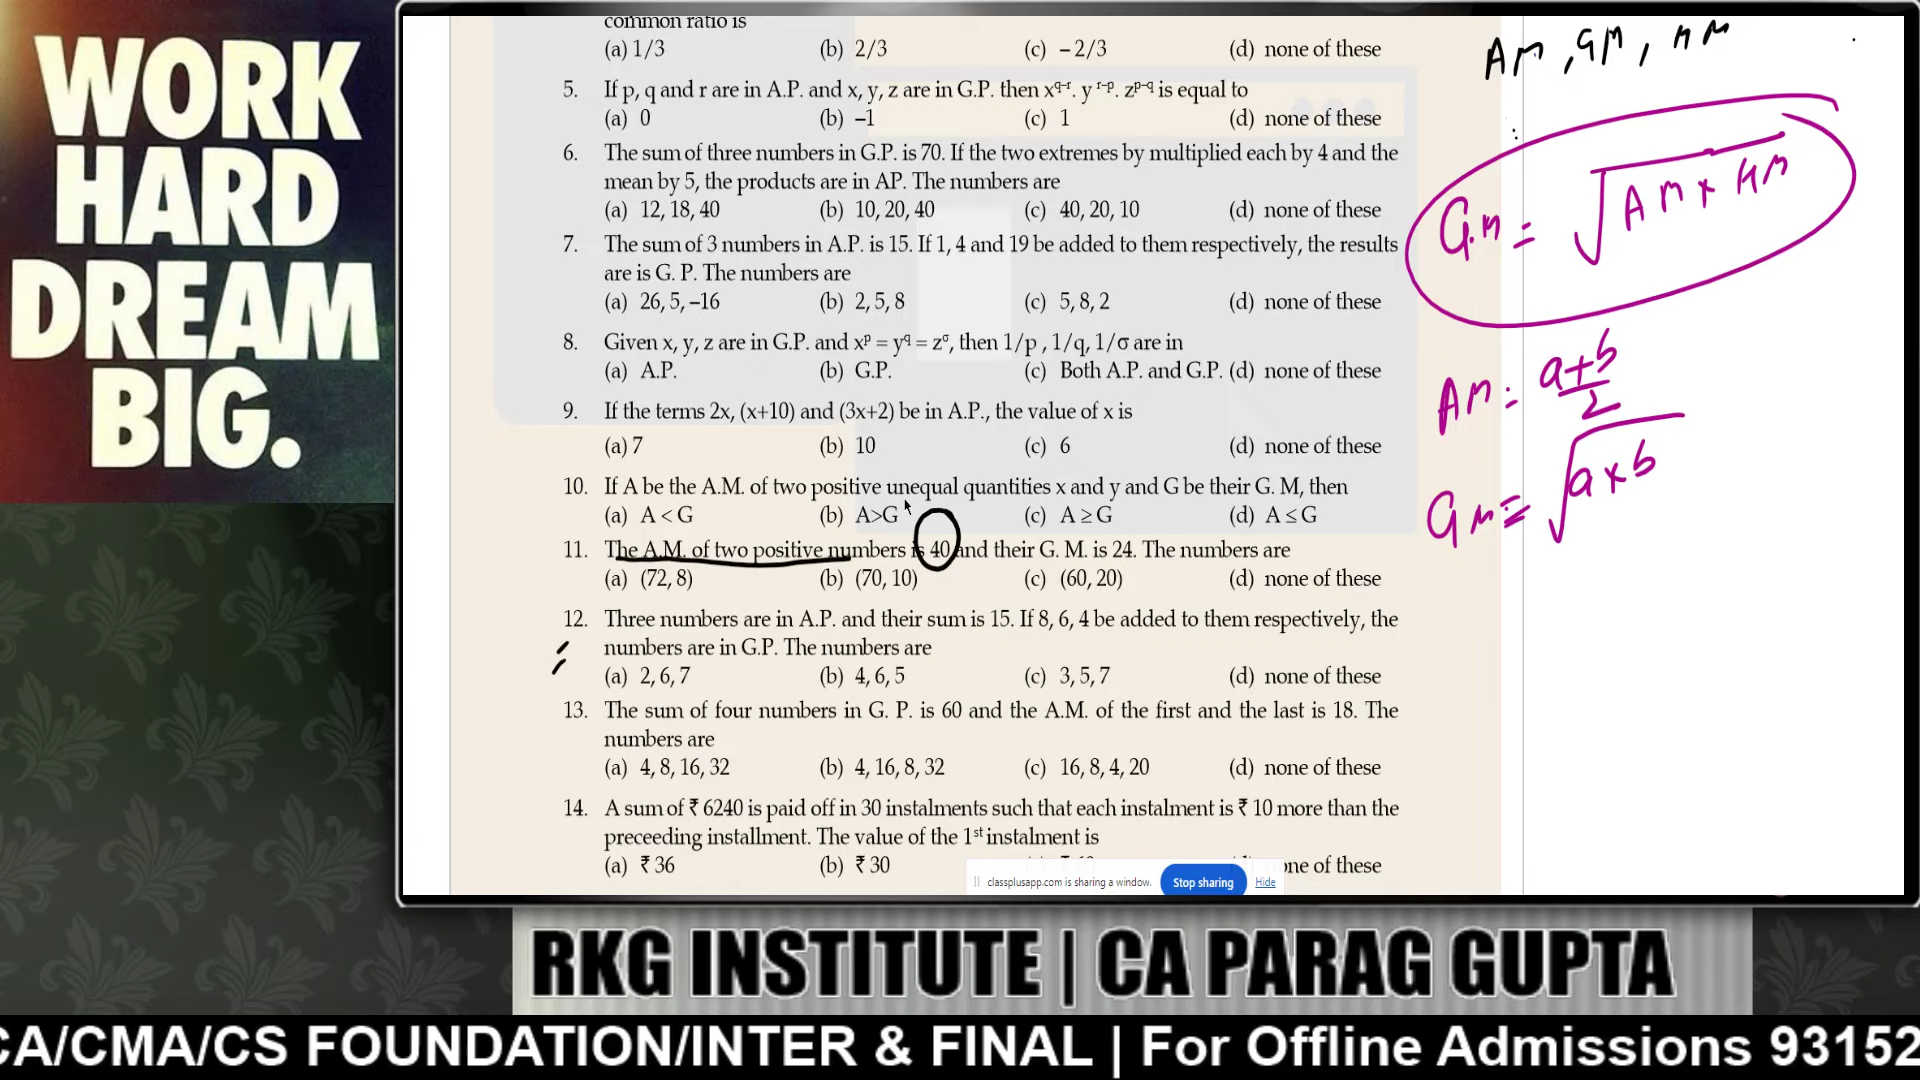 WORK
HARD
DREAM
BIG.
common ratio is
(a) 1/3 (b) 2/3 (c) – 2/3 (d) none of these
5. If p, q and r are in A.P. and x, y, z are in G.P. then x^q–r. y ^r–p. z^p–q is equal to
(a) 0 (b) –1 (c) 1 (d) none of these
6. The sum of three numbers in G.P. is 70. If the two extremes by multiplied each by 4 and the
mean by 5, the products are in AP. The numbers are
(a) 12, 18, 40 (b) 10, 20, 40 (c) 40, 20, 10 (d) none of these
7. The sum of 3 numbers in A.P. is 15. If 1, 4 and 19 be added to them respectively, the results
are is G. P. The numbers are
(a) 26, 5, –16 (b) 2, 5, 8 (c) 5, 8, 2 (d) none of these
8. Given x, y, z are in G.P. and x^p = y^q = z^σ, then 1/p , 1/q, 1/σ are in
(a) A.P. (b) G.P. (c) Both A.P. and G.P. (d) none of these
9. If the terms 2x, (x+10) and (3x+2) be in A.P., the value of x is
(a) 7 (b) 10 (c) 6 (d) none of these
10. If A be the A.M. of two positive unequal quantities x and y and G be their G. M, then
(a) A < G (b) A>G (c) A ≥ G (d) A ≤ G
11. The A.M. of two positive numbers is 40 and their G. M. is 24. The numbers are
(a) (72, 8) (b) (70, 10) (c) (60, 20) (d) none of these
12. Three numbers are in A.P. and their sum is 15. If 8, 6, 4 be added to them respectively, the
numbers are in G.P. The numbers are
(a) 2, 6, 7 (b) 4, 6, 5 (c) 3, 5, 7 (d) none of these
13. The sum of four numbers in G. P. is 60 and the A.M. of the first and the last is 18. The
numbers are
(a) 4, 8, 16, 32 (b) 4, 16, 8, 32 (c) 16, 8, 4, 20 (d) none of these
14. A sum of ₹ 6240 is paid off in 30 instalments such that each instalment is ₹ 10 more than the
preceeding installment. The value of the 1st instalment is
(a) ₹ 36 (b) ₹ 30 none of these
classplusapp.com is sharing a window. Stop sharing Hide
AM , GM , HM
G.M = √AM x HM
AM = a+b/2
GM = √a x b
RKG INSTITUTE | CA PARAG GUPTA
CA/CMA/CS FOUNDATION/INTER & FINAL | For Offline Admissions 93152